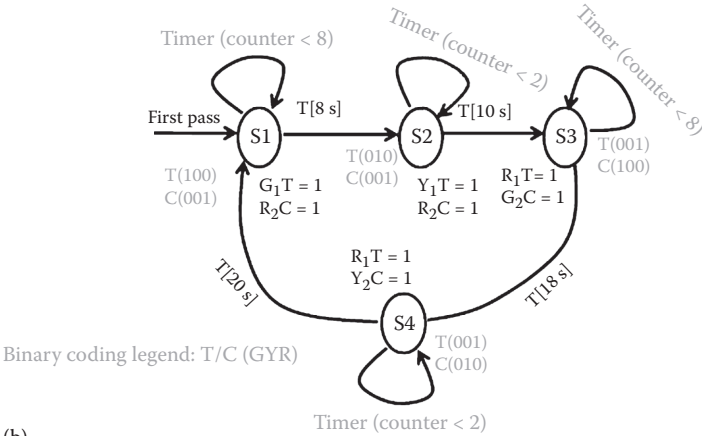 Timer (counter < 8)
Timer (counter < 2)
Timer (counter < 8)
First pass
T[8 s]
T[10 s]
S1
S2
S3
T(100)
C(001)
G₁T = 1
R₂C = 1
T(010)
C(001)
Y₁T = 1
R₂C = 1
R₁T= 1
G₂C = 1
T(001)
C(100)
R₁T = 1
Y₂C = 1
T[20 s]
T[18 s]
S4
T(001)
C(010)
Binary coding legend: T/C (GYR)
Timer (counter < 2)
(b)